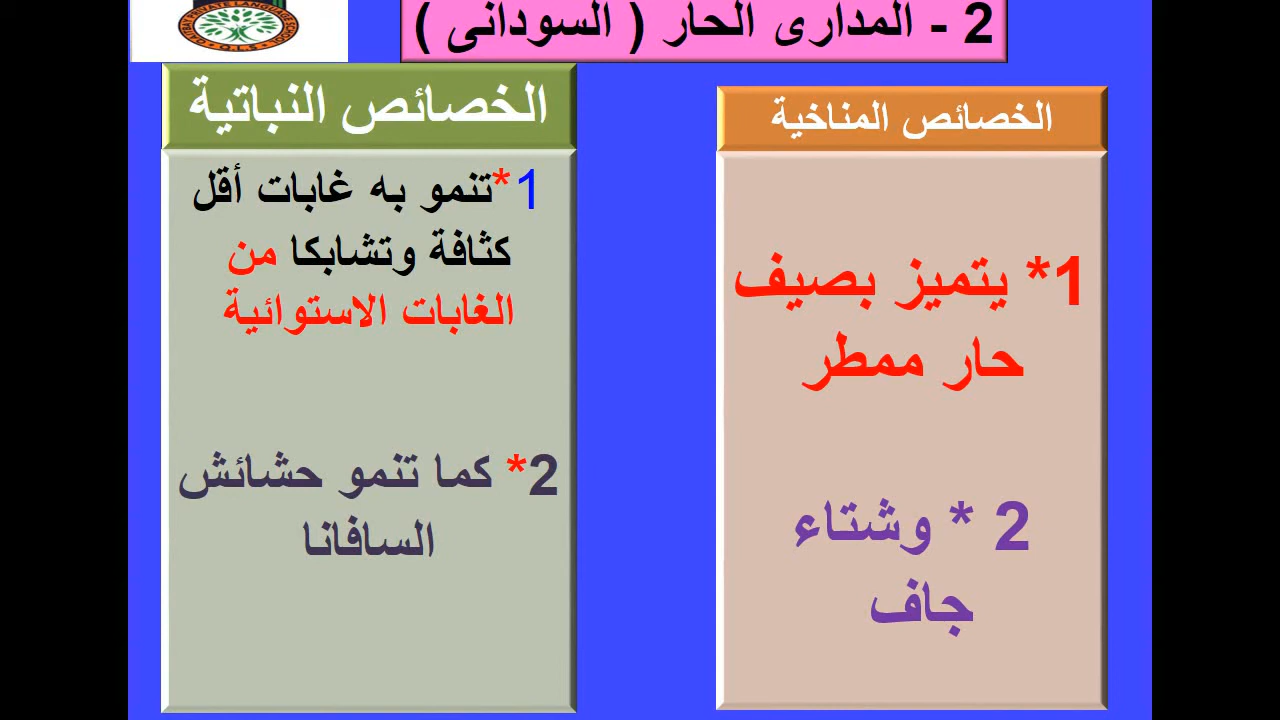 2 - المدارى الحار ( السودانى )
الخصائص المناخية
1* يتميز بصيف
حار ممطر
2 * وشتاء
جاف
الخصائص النباتية
1*تنمو به غابات أقل
كثافة وتشابكا من
الغابات الاستوائية
2* كما تنمو حشائش
السافانا